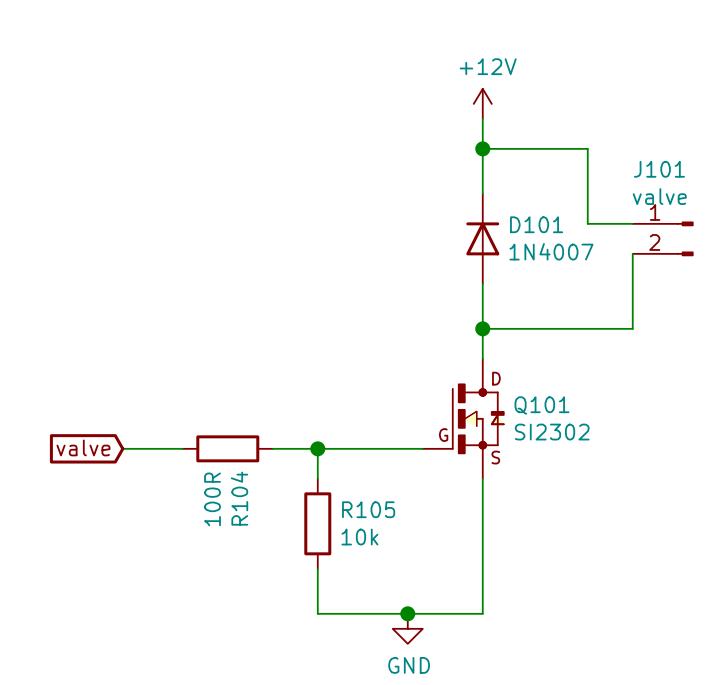 +12V
J101
valve
1
2
D101
1N4007
D
Q101
SI2302
G
S
valve
100R
R104
R105
10k
GND